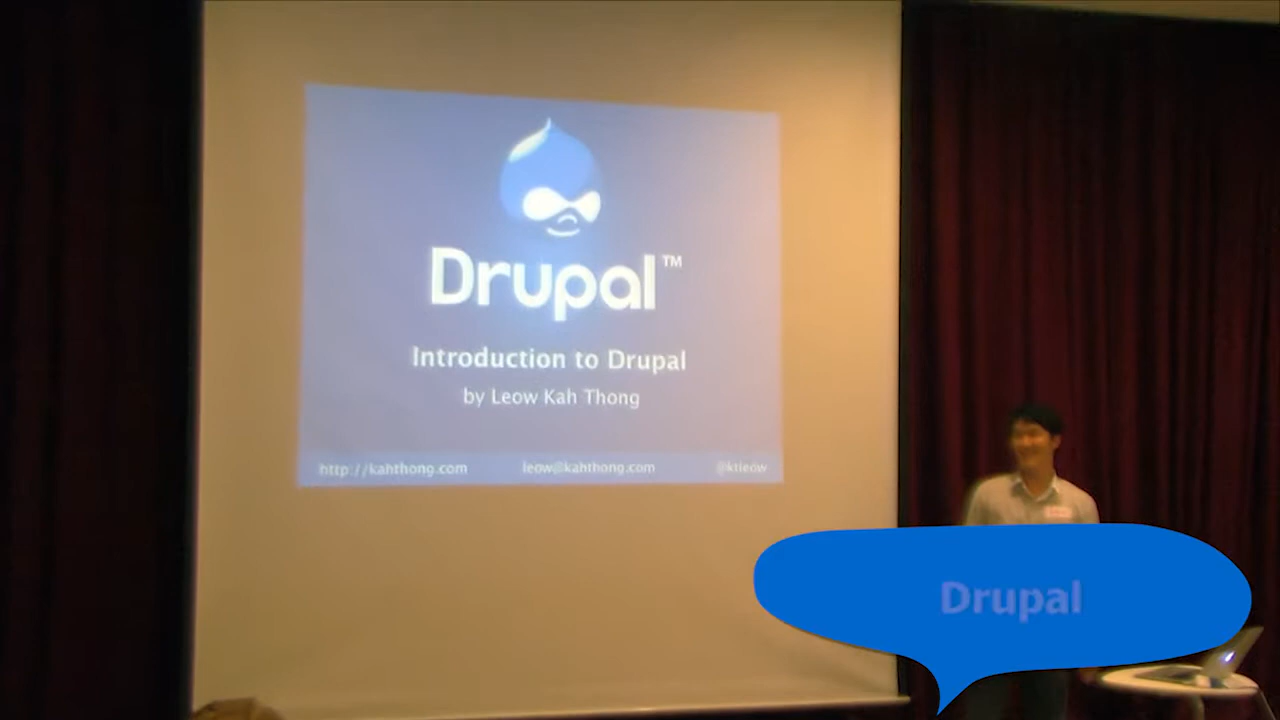 Drupal™
Introduction to Drupal
by Leow Kah Thong
http://kahthong.com leow@kahthong.com @ktleow
Drupal